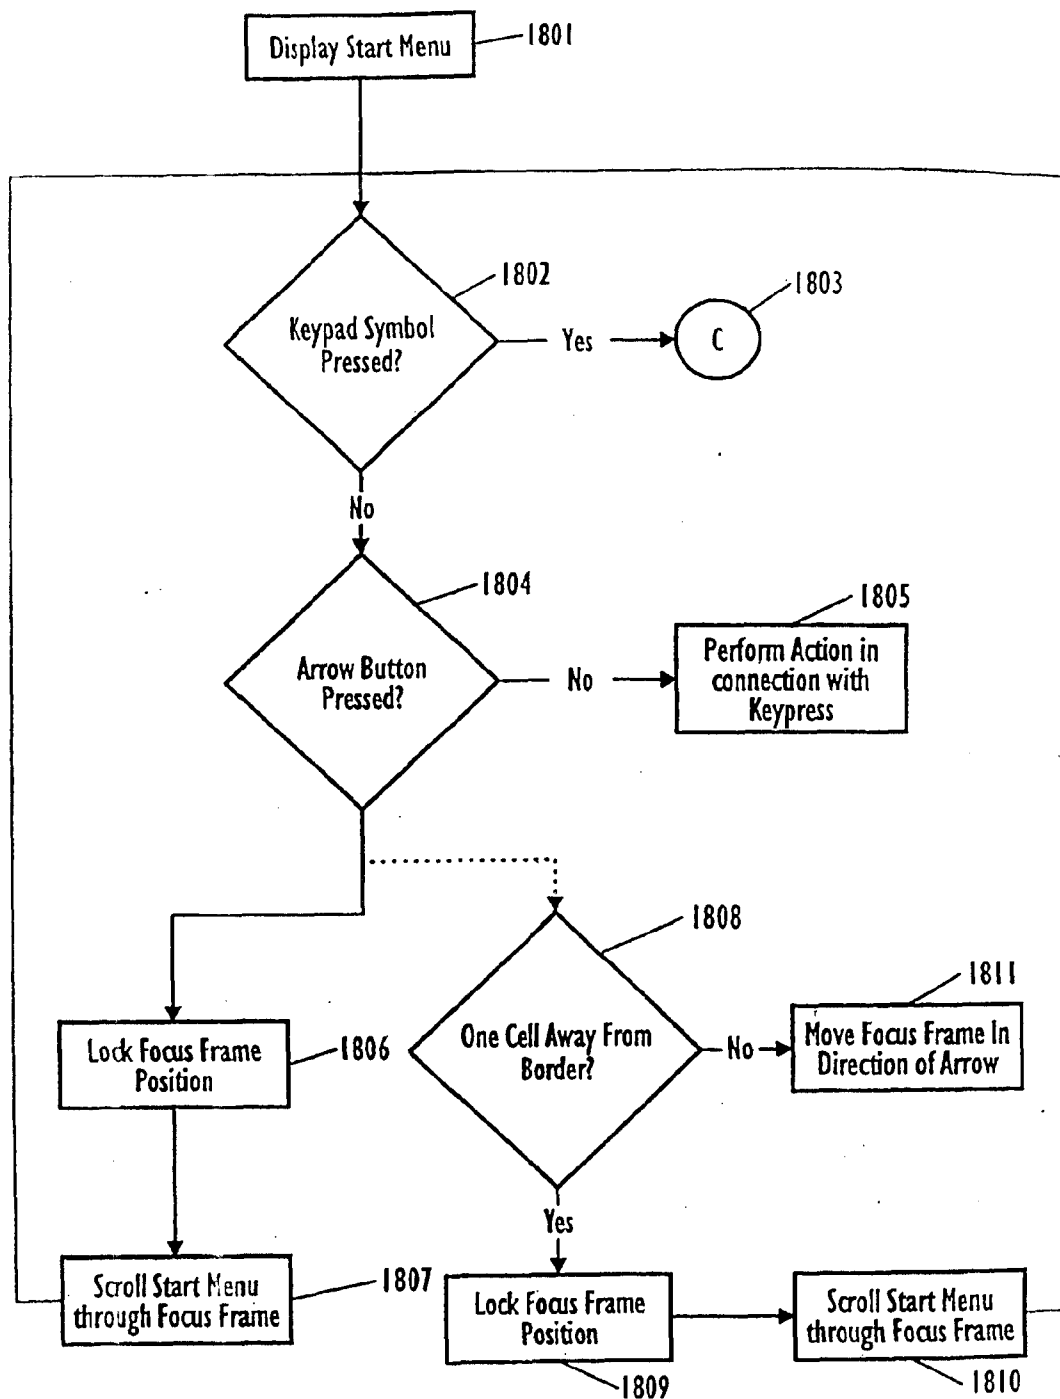 Display Start Menu
1801
1802
Keypad Symbol
Pressed?
Yes
C
1803
No
1804
Arrow Button
Pressed?
No
1805
Perform Action in
connection with
Keypress
1808
1811
Lock Focus Frame
Position
1806
One Cell Away From
Border?
No
Move Focus Frame In
Direction of Arrow
Yes
Scroll Start Menu
through Focus Frame
1807
Lock Focus Frame
Position
1809
Scroll Start Menu
through Focus Frame
1810